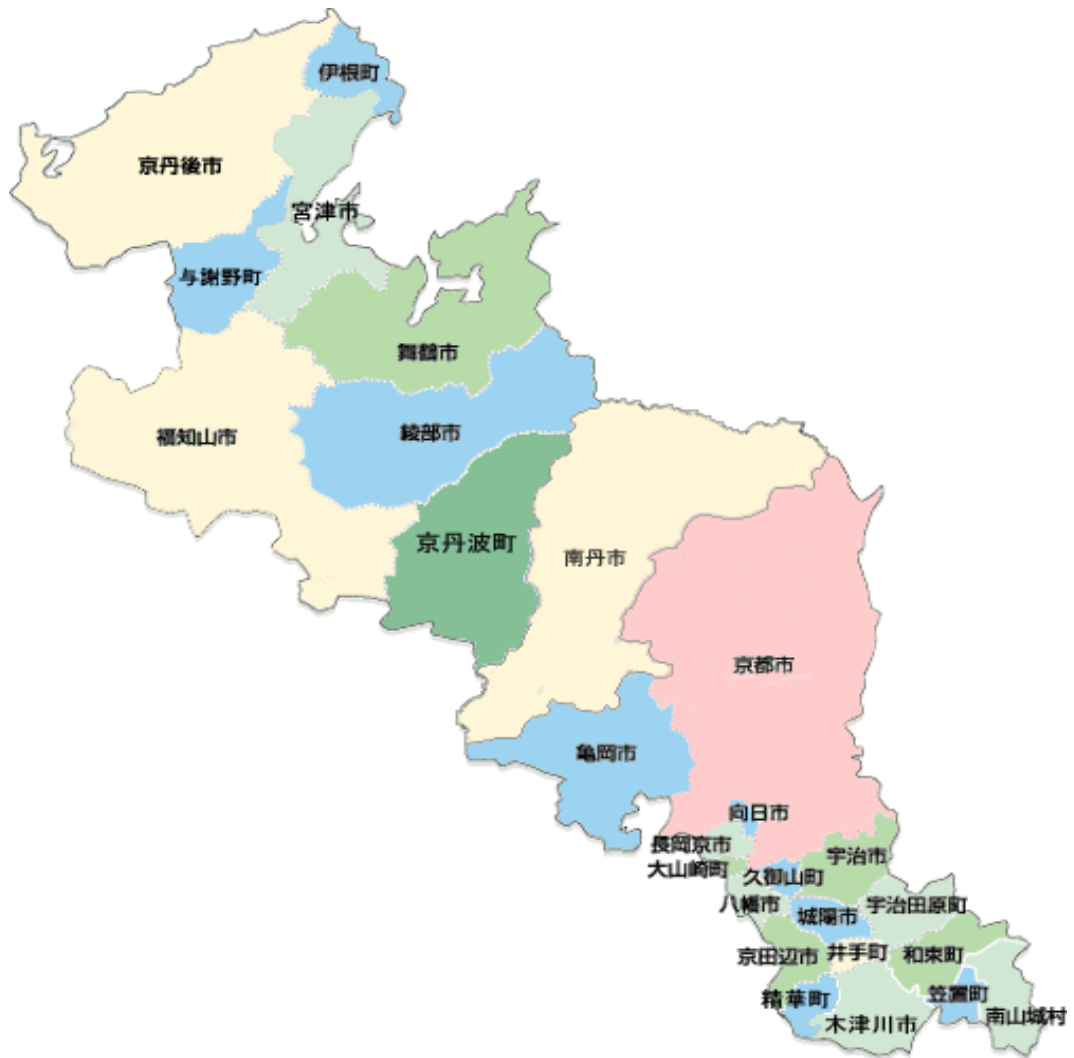 伊根町
京丹後市
宮津市
与謝野町
舞鶴市
綾部市
福知山市
京丹波町
南丹市
京都市
亀岡市
向日市
長岡京市
大山崎町
宇治市
久御山町
八幡市
城陽市
宇治田原町
京田辺市
井手町
和束町
精華町
笠置町
木津川市
南山城村